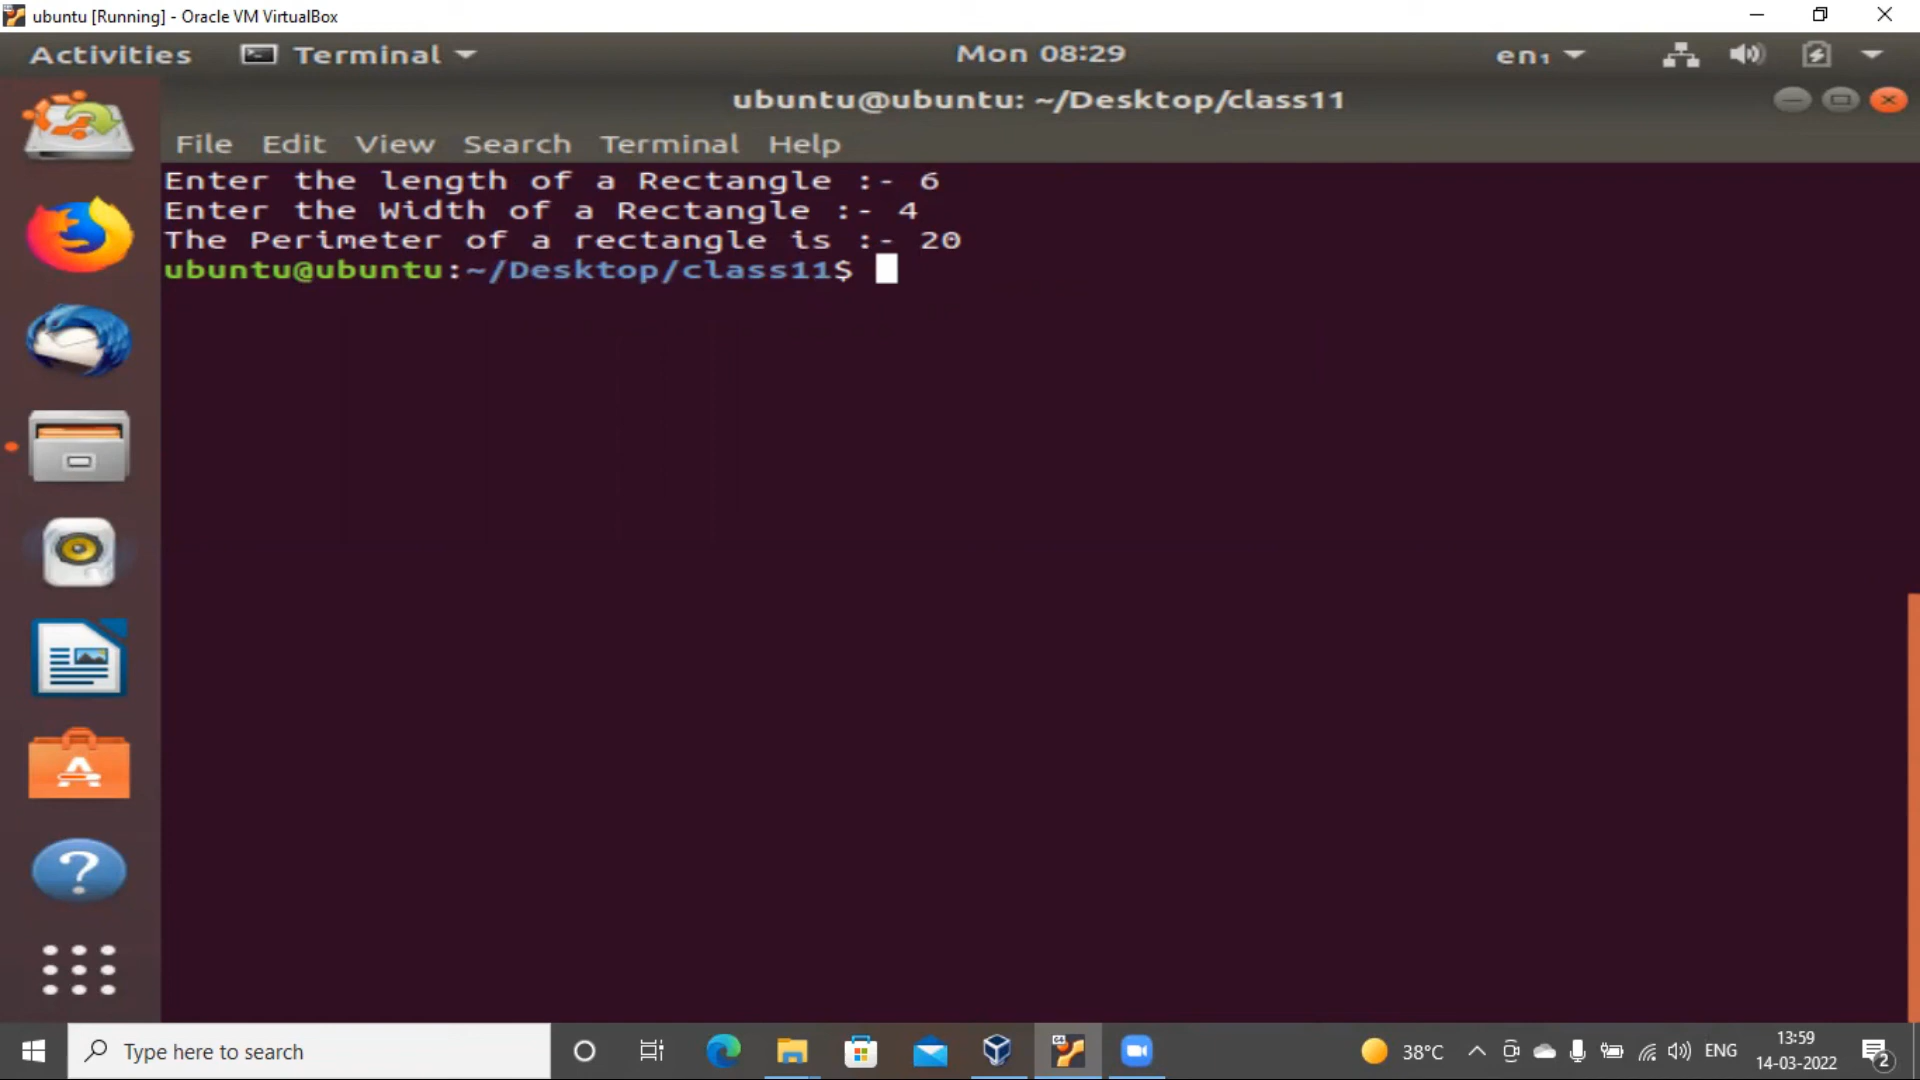 ubuntu [Running] - Oracle VM VirtualBox
Activities Terminal Mon 08:29 en₁
ubuntu@ubuntu: ~/Desktop/class11
File Edit View Search Terminal Help
Enter the length of a Rectangle :- 6
Enter the Width of a Rectangle :- 4
The Perimeter of a rectangle is :- 20
ubuntu@ubuntu:~/Desktop/class11$
Type here to search
38°C ENG
13:59
14-03-2022
2